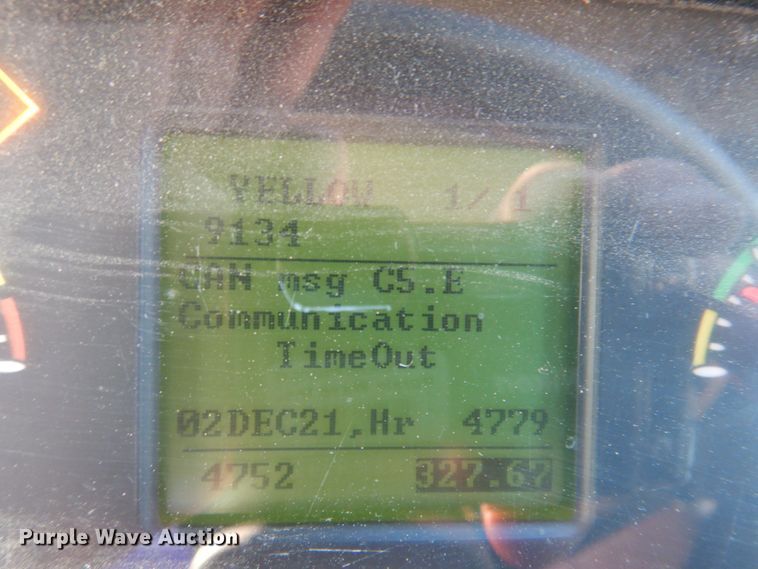 YELLOW 1/ 1
9134
CAN msg C5.E
Communication
TimeOut
02DEC21,Hr 4779
4752 327.67
Purple Wave Auction